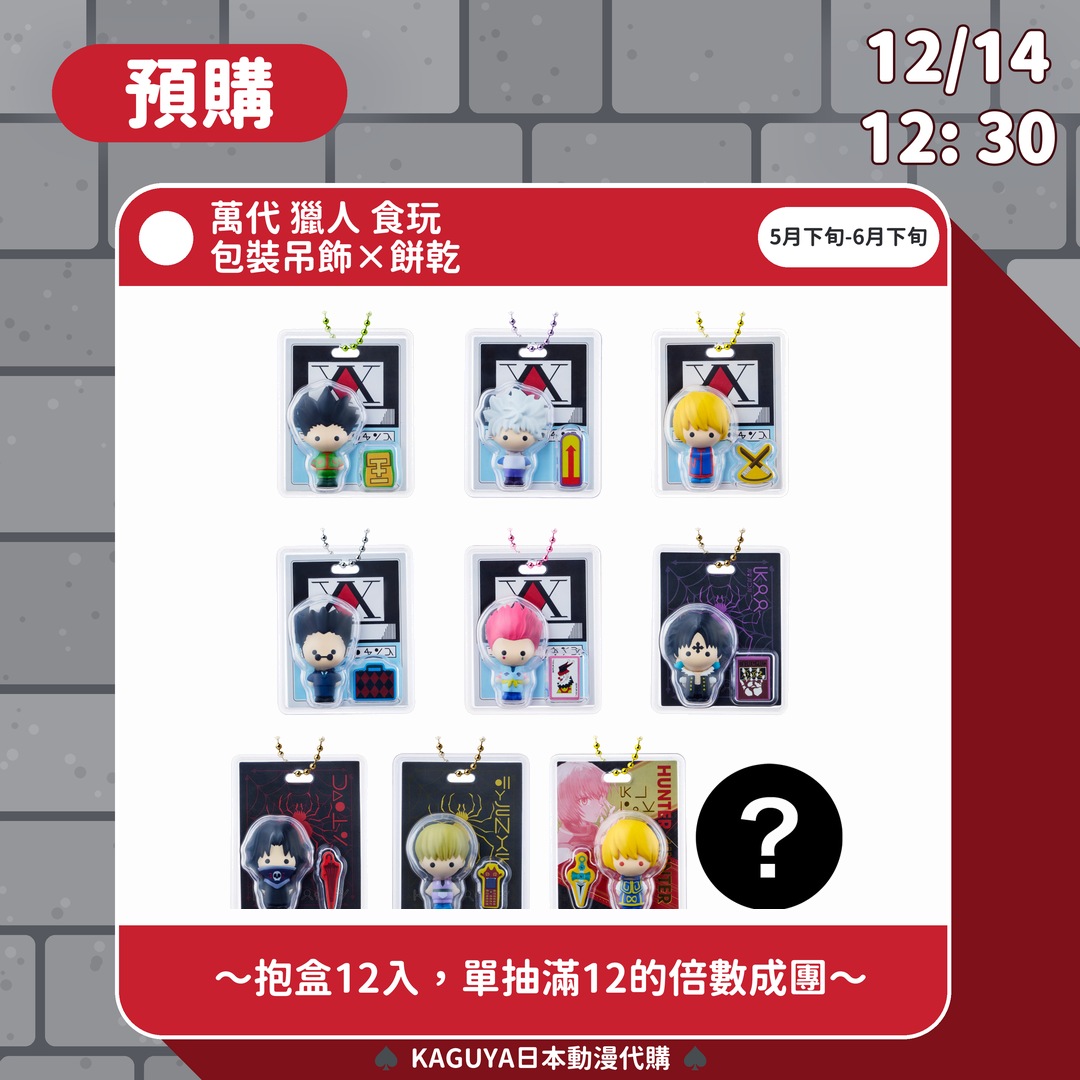 預購
12/14
12: 30
萬代 獵人 食玩
包裝吊飾×餅乾
5月下旬-6月下旬
HUNTER
HUNTER
?
～抱盒12入，單抽滿12的倍數成團～
KAGUYA日本動漫代購